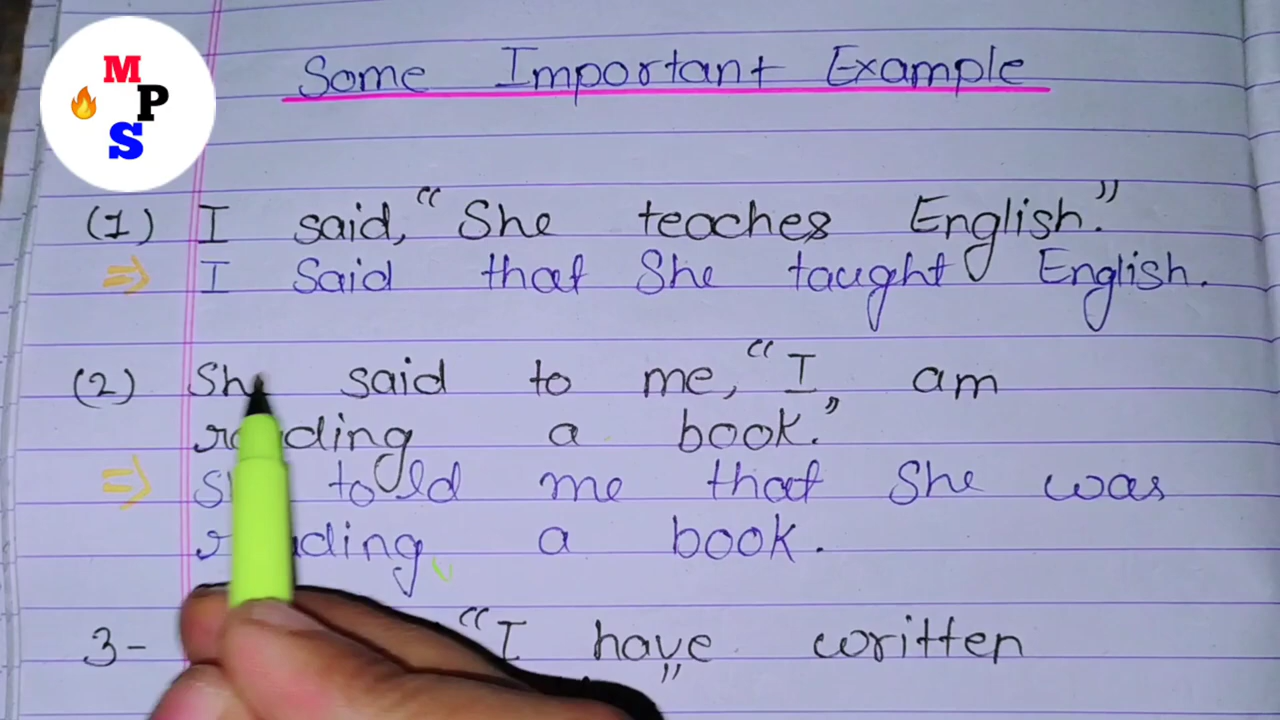 M
P
S
Some Important Example
(1) I said, “She teaches English.”
⇒ I Said that She taught English.
(2) She said to me, “I am
reading a book.”
⇒ She told me that She was
reading a book.
3- “I have written
”